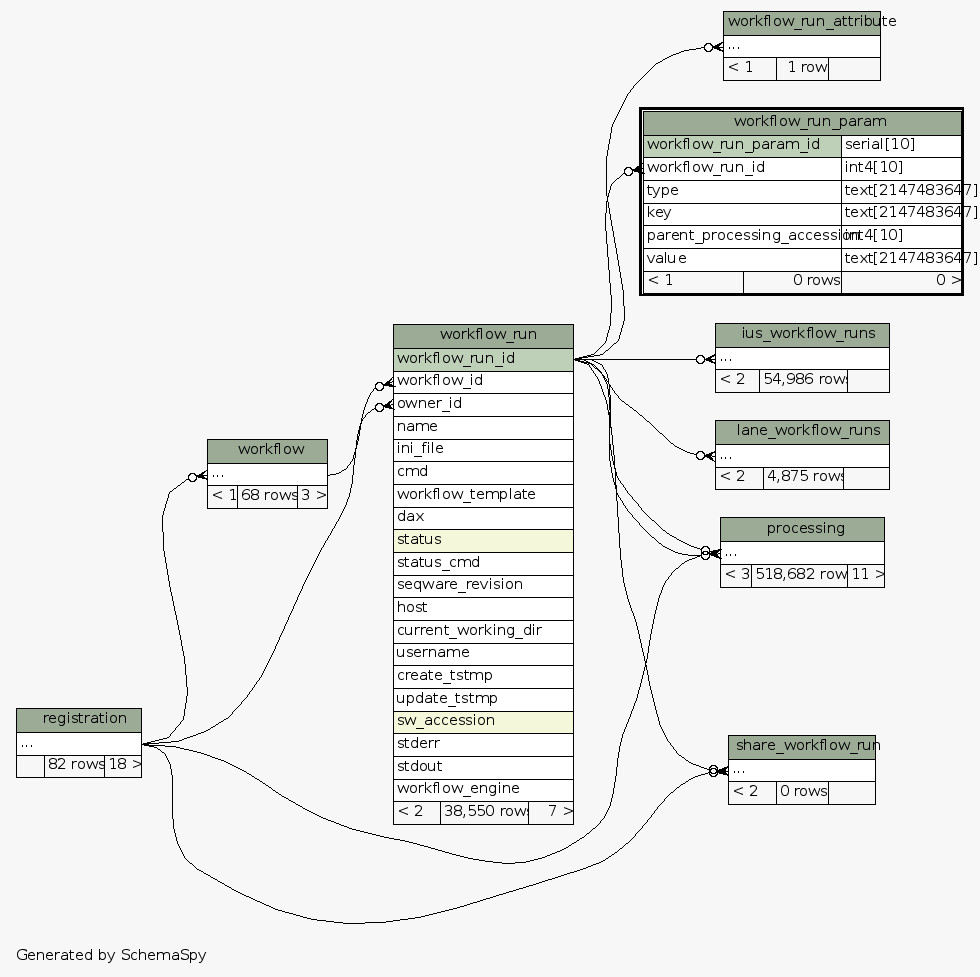 workflow_run_attribute
...
< 1 1 row
workflow_run_param
workflow_run_param_id serial[10]
workflow_run_id int4[10]
type text[2147483647]
key text[2147483647]
parent_processing_accession int4[10]
value text[2147483647]
< 1 0 rows 0 >
ius_workflow_runs
...
< 2 54,986 rows
workflow_run
workflow_run_id
workflow_id
owner_id
name
ini_file
cmd
workflow_template
dax
status
status_cmd
seqware_revision
host
current_working_dir
username
create_tstmp
update_tstmp
sw_accession
stderr
stdout
workflow_engine
< 2 38,550 rows 7 >
lane_workflow_runs
...
< 2 4,875 rows
workflow
...
< 1 68 rows 3 >
processing
...
< 3 518,682 row 11 >
registration
...
82 rows 18 >
share_workflow_run
...
< 2 0 rows
Generated by SchemaSpy